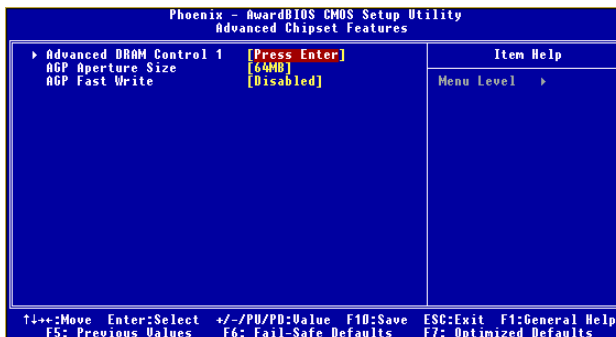 Phoenix - AwardBIOS CMOS Setup Utility
Advanced Chipset Features
▸ Advanced DRAM Control 1 [Press Enter]
AGP Aperture Size [64MB]
AGP Fast Write [Disabled]
Item Help
Menu Level ▸
↑↓→←:Move Enter:Select +/-/PU/PD:Value F10:Save ESC:Exit F1:General Help
F5: Previous Values F6: Fail-Safe Defaults F7: Optimized Defaults